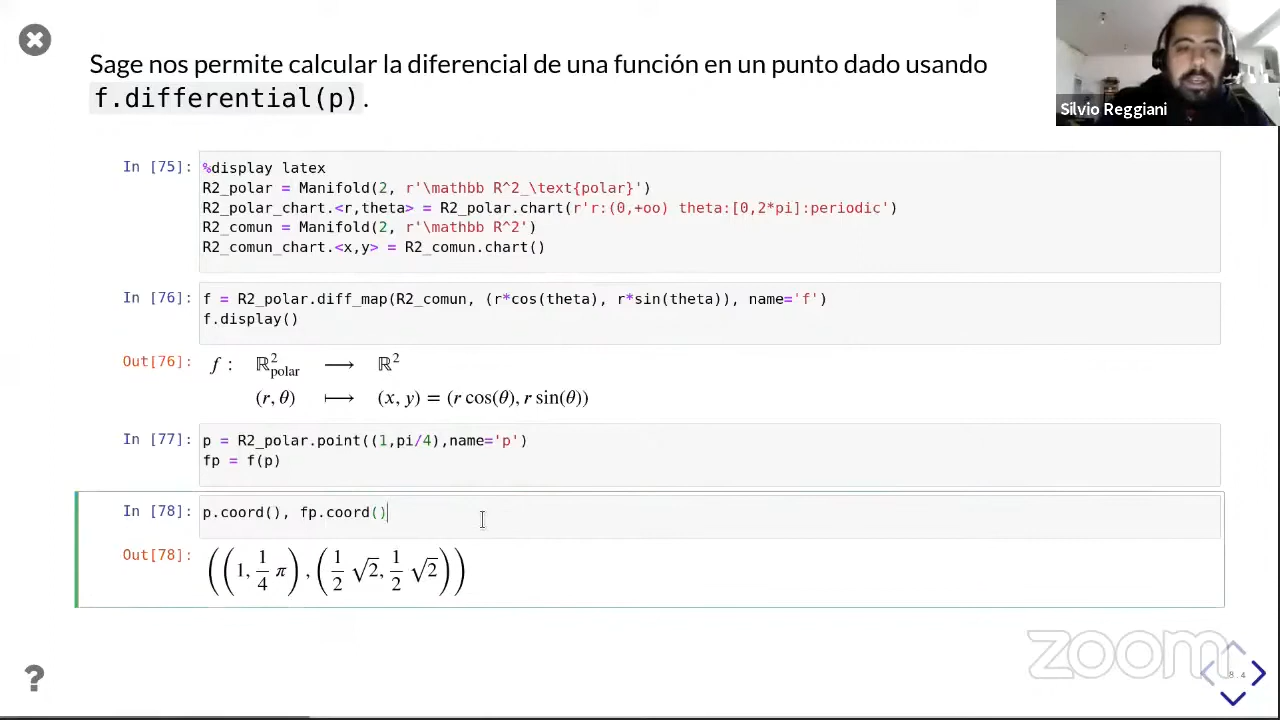 Sage nos permite calcular la diferencial de una función en un punto dado usando
f.differential(p).
Silvio Reggiani
In [75]: %display latex
R2_polar = Manifold(2, r'\mathbb R^2_\text{polar}')
R2_polar_chart.<r,theta> = R2_polar.chart(r'r:(0,+oo) theta:[0,2*pi]:periodic')
R2_comun = Manifold(2, r'\mathbb R^2')
R2_comun_chart.<x,y> = R2_comun.chart()
In [76]: f = R2_polar.diff_map(R2_comun, (r*cos(theta), r*sin(theta)), name='f')
f.display()
Out[76]: f : ℝ²_polar ⟶ ℝ²
(r, θ) ⟼ (x, y) = (r cos(θ), r sin(θ))
In [77]: p = R2_polar.point((1,pi/4),name='p')
fp = f(p)
In [78]: p.coord(), fp.coord()
Out[78]: ((1, 1/4 π), (1/2 √2, 1/2 √2))
zoom
?
8.4